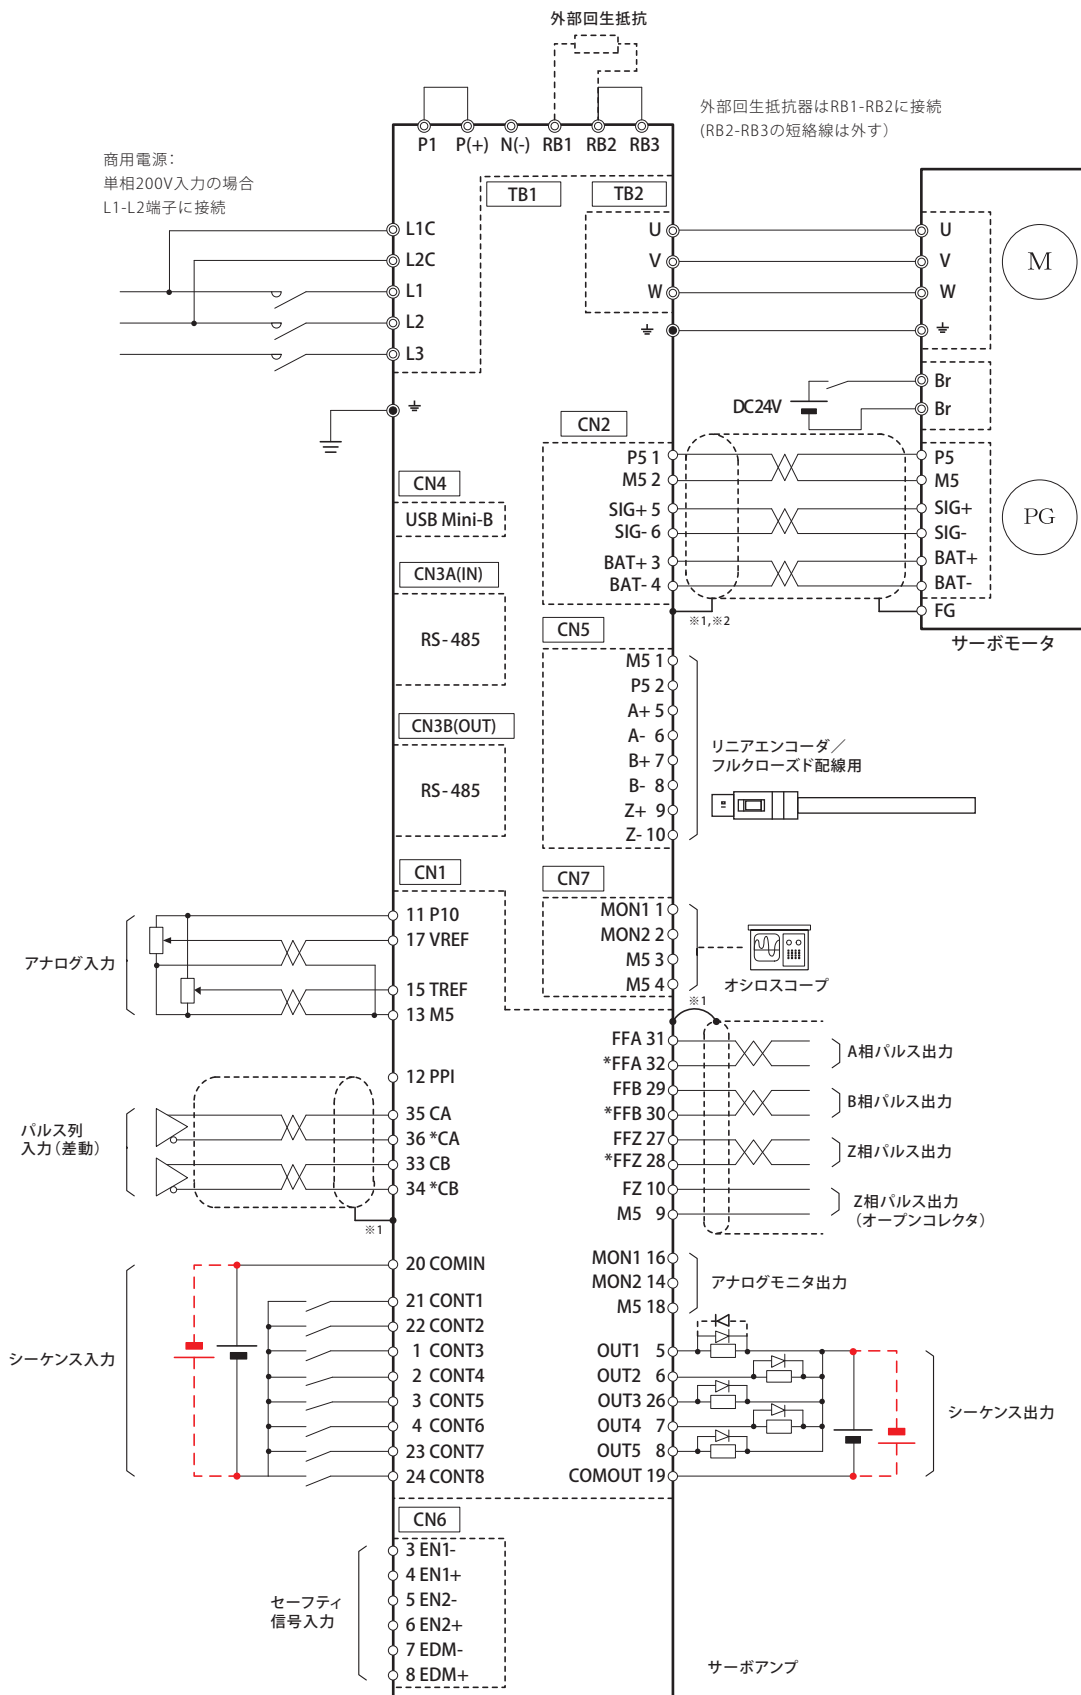 外部回生抵抗
外部回生抵抗器はRB1-RB2に接続
(RB2-RB3の短絡線は外す)
P1 P(+) N(-) RB1 RB2 RB3
商用電源:
単相200V入力の場合
L1-L2端子に接続
TB1
TB2
L1C
L2C
L1
L2
L3
U
V
W
U
V
W
M
DC24V
Br
Br
CN2
P5 1
M5 2
SIG+ 5
SIG- 6
BAT+ 3
BAT- 4
P5
M5
SIG+
SIG-
BAT+
BAT-
FG
PG
※1,※2
サーボモータ
CN4
USB Mini-B
CN3A(IN)
RS-485
CN3B(OUT)
RS-485
CN5
M5 1
P5 2
A+ 5
A- 6
B+ 7
B- 8
Z+ 9
Z- 10
リニアエンコーダ/
フルクローズド配線用
CN1
CN7
MON1 1
MON2 2
M5 3
M5 4
オシロスコープ
アナログ入力
11 P10
17 VREF
15 TREF
13 M5
12 PPI
パルス列
入力(差動)
35 CA
36 *CA
33 CB
34 *CB
※1
※1
FFA 31
*FFA 32
FFB 29
*FFB 30
FFZ 27
*FFZ 28
FZ 10
M5 9
A相パルス出力
B相パルス出力
Z相パルス出力
Z相パルス出力
(オープンコレクタ)
MON1 16
MON2 14
M5 18
アナログモニタ出力
シーケンス入力
20 COMIN
21 CONT1
22 CONT2
1 CONT3
2 CONT4
3 CONT5
4 CONT6
23 CONT7
24 CONT8
OUT1 5
OUT2 6
OUT3 26
OUT4 7
OUT5 8
COMOUT 19
シーケンス出力
CN6
セーフティ
信号入力
3 EN1-
4 EN1+
5 EN2-
6 EN2+
7 EDM-
8 EDM+
サーボアンプ